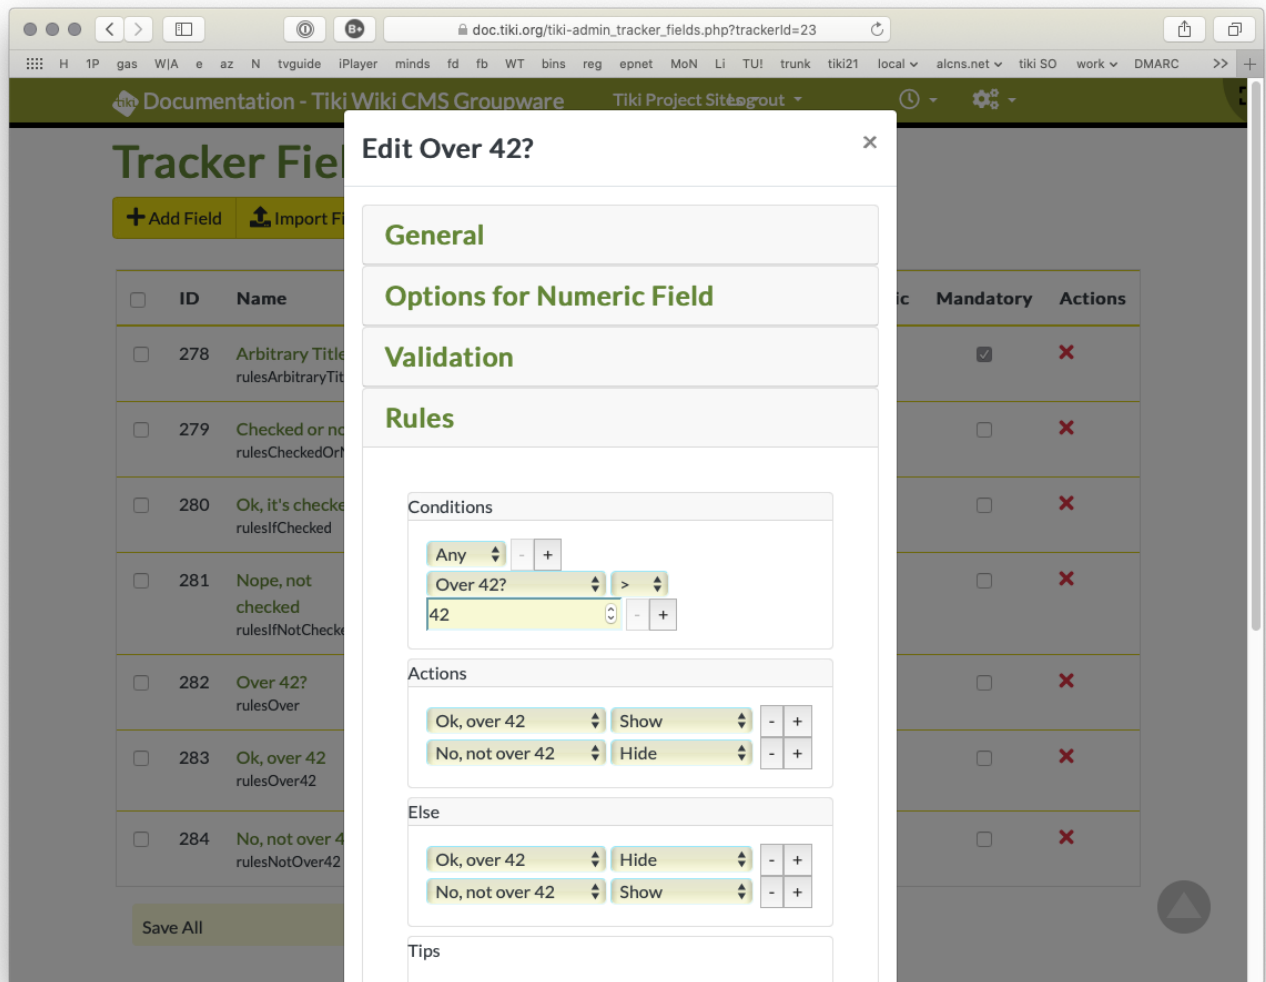 doc.tiki.org/tiki-admin_tracker_fields.php?trackerId=23
H 1P gas W|A e az N tvguide iPlayer minds fd fb WT bins reg epnet MoN Li TU! trunk tiki21 local alcns.net tiki SO work DMARC >> +
Documentation - Tiki Wiki CMS Groupware Tiki Project Sites Logout
Tracker Fiel
Add Field Import Fi
ID Name ic Mandatory Actions
278 Arbitrary Title
rulesArbitraryTit
279 Checked or no
rulesCheckedOrN
280 Ok, it's checke
rulesIfChecked
281 Nope, not
checked
rulesIfNotChecke
282 Over 42?
rulesOver
283 Ok, over 42
rulesOver42
284 No, not over 4
rulesNotOver42
Save All
Edit Over 42? ×
General
Options for Numeric Field
Validation
Rules
Conditions
Any - +
Over 42? >
42 - +
Actions
Ok, over 42 Show - +
No, not over 42 Hide - +
Else
Ok, over 42 Hide - +
No, not over 42 Show - +
Tips